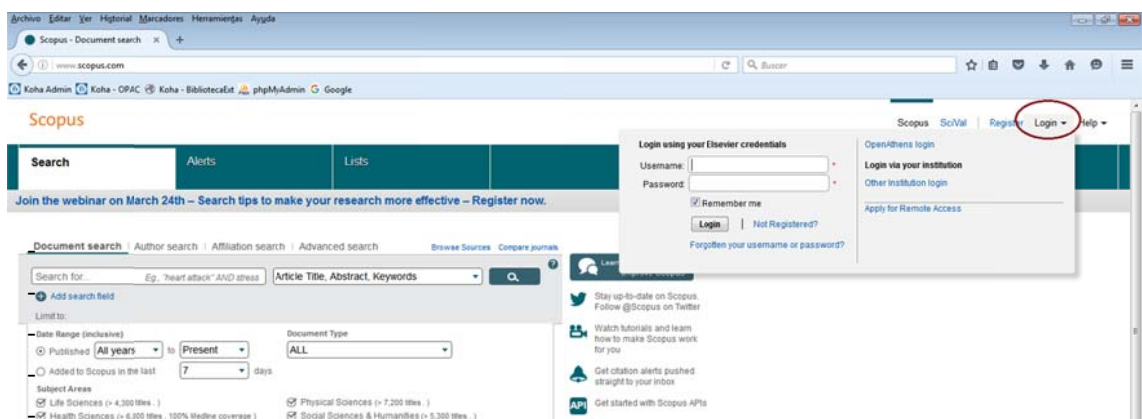 Archivo Editar Ver Historial Marcadores Herramientas Ayuda
Scopus - Document search × +
www.scopus.com
Buscar
Koha Admin Koha - OPAC Koha - BibliotecaExt phpMyAdmin Google
Scopus
Scopus SciVal Register Login Help
Search Alerts Lists
Login using your Elsevier credentials
Username: *
Password: *
Remember me
Login | Not Registered?
Forgotten your username or password?
OpenAthens login
Login via your institution
Other Institution login
Apply for Remote Access
Join the webinar on March 24th – Search tips to make your research more effective – Register now.
Document search | Author search | Affiliation search | Advanced search Browse Sources Compare journals
Search for... Eg., "heart attack" AND stress Article Title, Abstract, Keywords
Add search field
Limit to:
Date Range (inclusive) Document Type
Published All years to Present ALL
Added to Scopus in the last 7 days
Subject Areas
Life Sciences (> 4,300 titles . ) Physical Sciences (> 7,200 titles . )
Health Sciences (> 6,800 titles . 100% Medline coverage ) Social Sciences & Humanities (> 5,300 titles . )
Stay up-to-date on Scopus.
Follow @Scopus on Twitter
Watch tutorials and learn
how to make Scopus work
for you
Get citation alerts pushed
straight to your inbox
API Get started with Scopus APIs